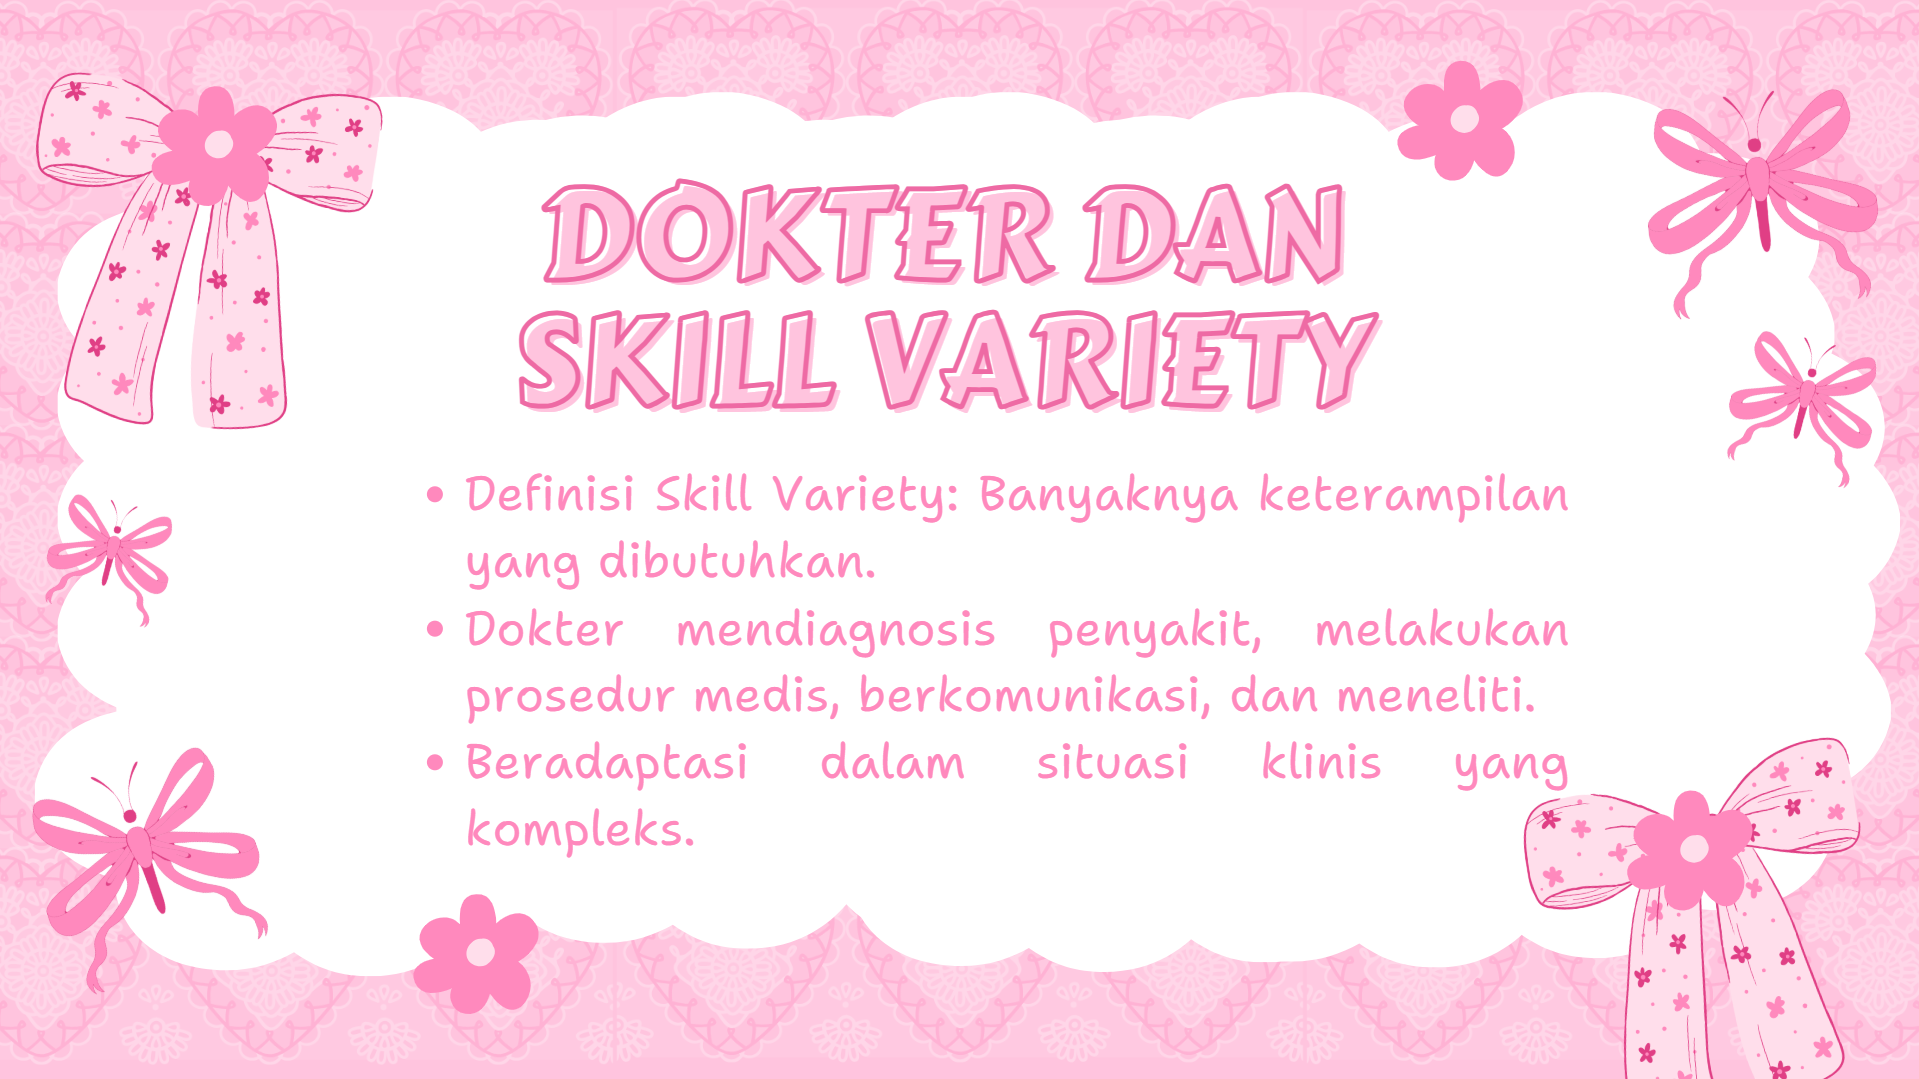 DOKTER DAN
SKILL VARIETY
• Definisi Skill Variety: Banyaknya keterampilan
yang dibutuhkan.
• Dokter mendiagnosis penyakit, melakukan
prosedur medis, berkomunikasi, dan meneliti.
• Beradaptasi dalam situasi klinis yang
kompleks.